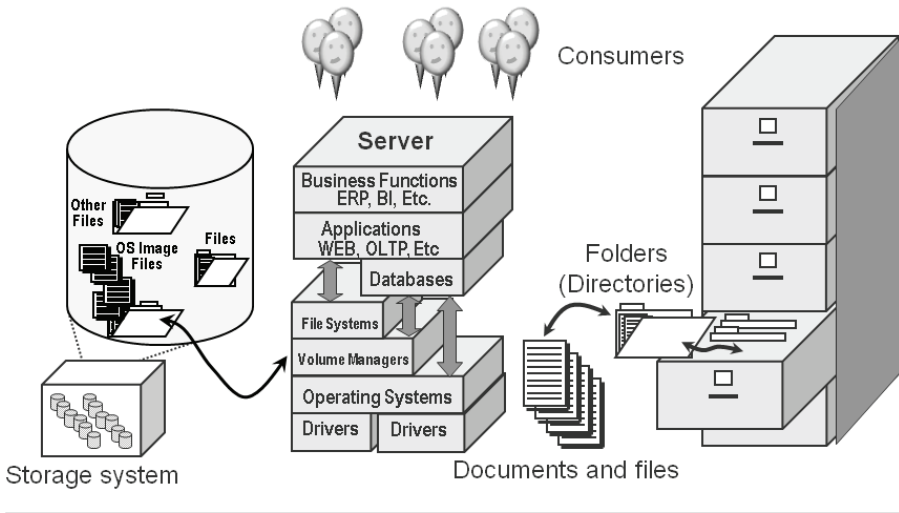 Consumers
Server
Business Functions
ERP, BI, Etc.
Applications
WEB, OLTP, Etc
Databases
File Systems
Volume Managers
Operating Systems
Drivers
Drivers
Other
Files
OS Image
Files
Files
Storage system
Folders
(Directories)
Documents and files